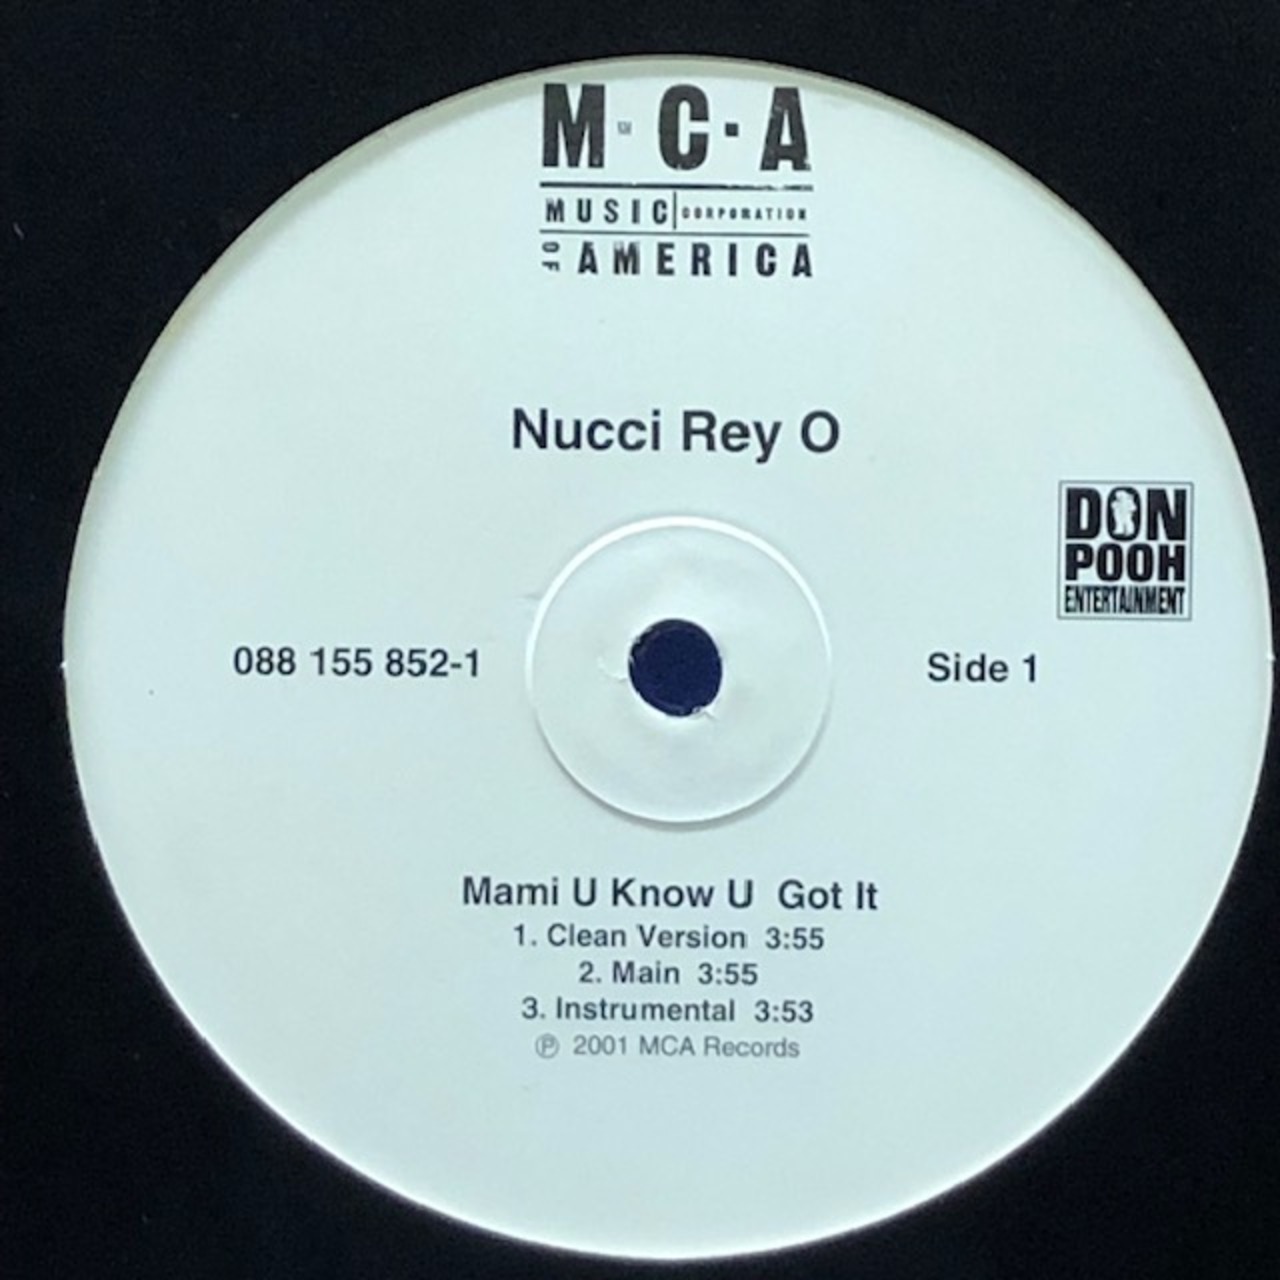 M·C·A
MUSIC CORPORATION
OF AMERICA
Nucci Rey O
DON
POOH
ENTERTAINMENT
088 155 852-1
Side 1
Mami U Know U  Got It
1. Clean Version  3:55
2. Main  3:55
3. Instrumental  3:53
℗ 2001 MCA Records